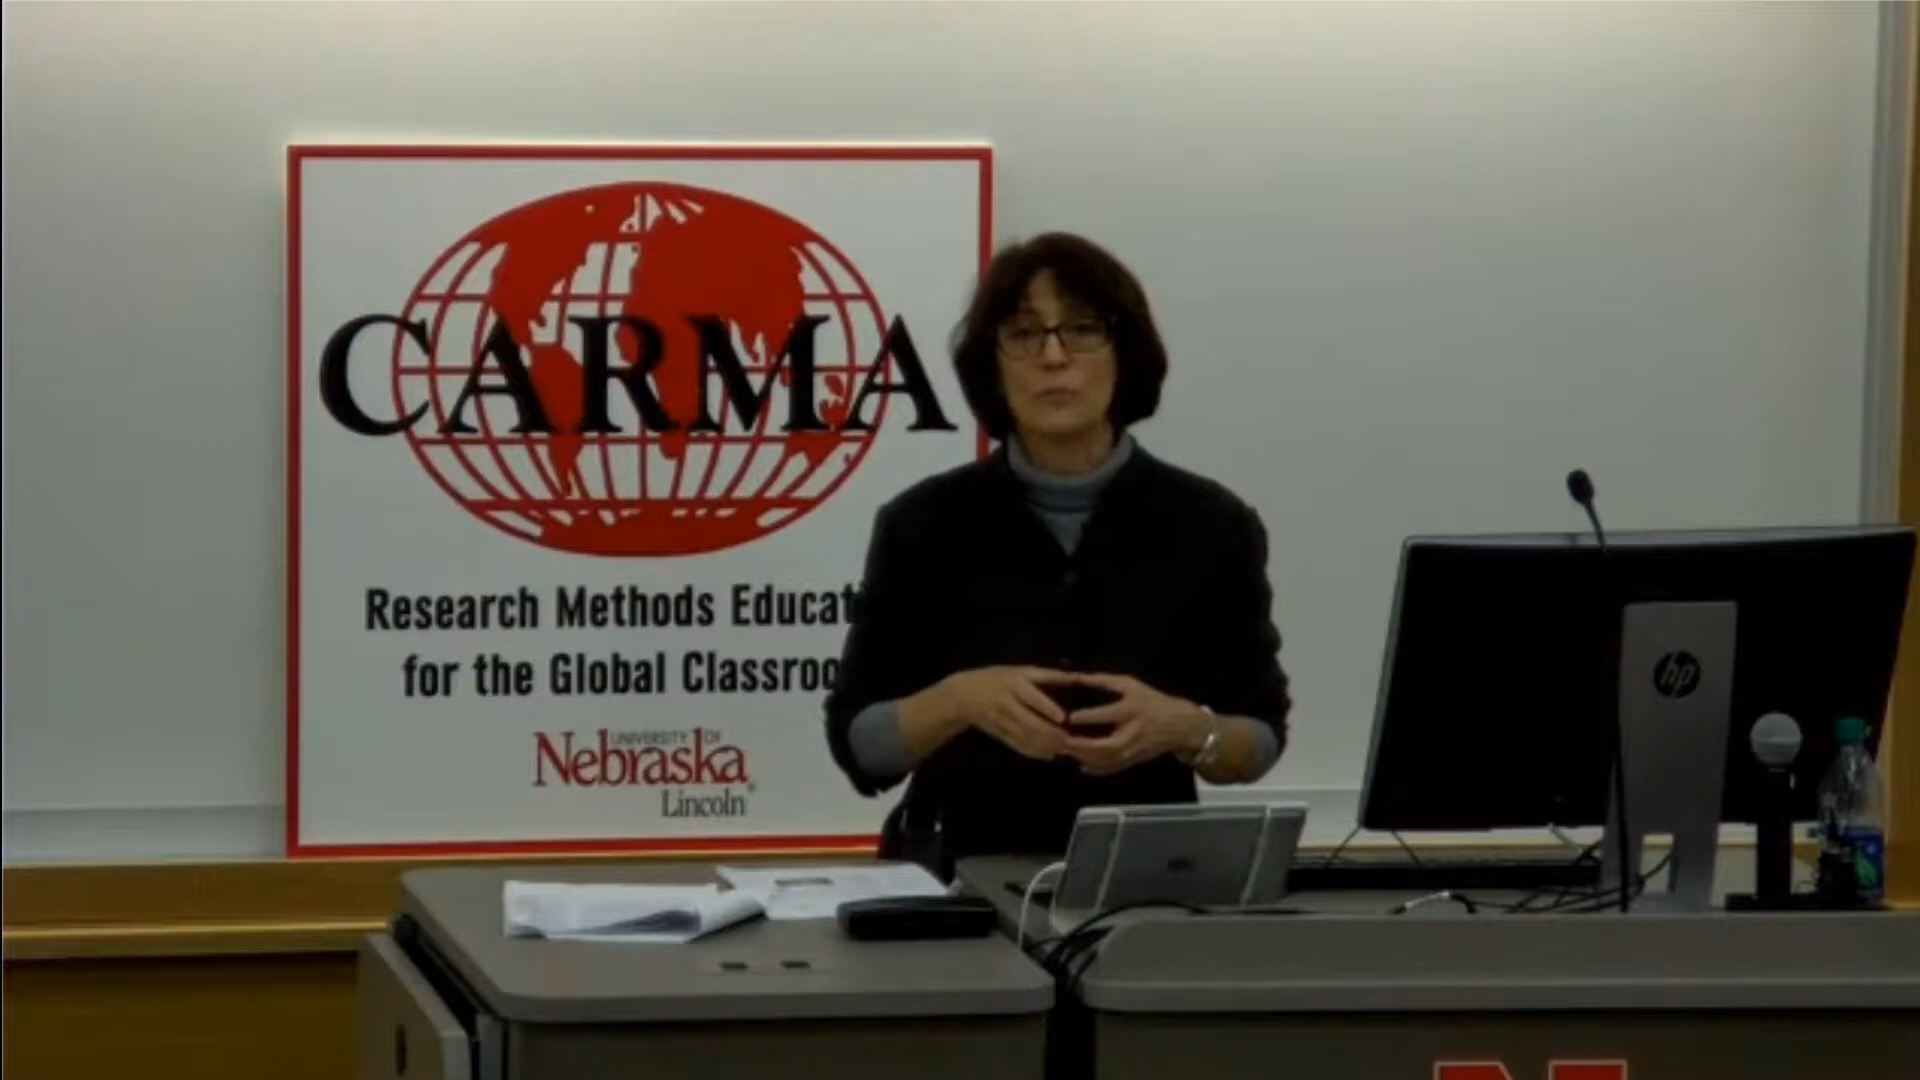 CARMA
Research Methods Educat
for the Global Classroo
UNIVERSITY OF
Nebraska
Lincoln
hp
N